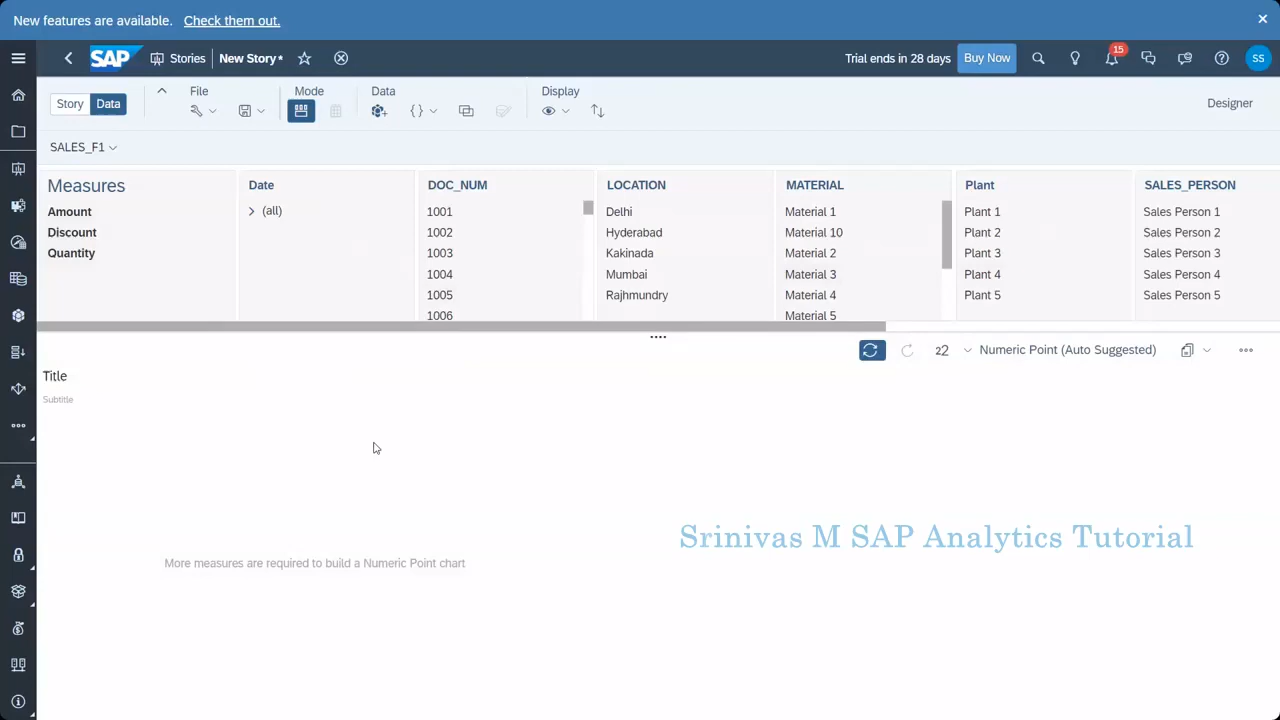 New features are available. Check them out.
SAP Stories New Story * Trial ends in 28 days Buy Now 15 SS
File Mode Data Display
Story Data Designer
SALES_F1
Measures Date DOC_NUM LOCATION MATERIAL Plant SALES_PERSON
Amount (all) 1001 Delhi Material 1 Plant 1 Sales Person 1
Discount 1002 Hyderabad Material 10 Plant 2 Sales Person 2
Quantity 1003 Kakinada Material 2 Plant 3 Sales Person 3
1004 Mumbai Material 3 Plant 4 Sales Person 4
1005 Rajhmundry Material 4 Plant 5 Sales Person 5
1006 Material 5
22 Numeric Point (Auto Suggested)
Title
Subtitle
Srinivas M SAP Analytics Tutorial
More measures are required to build a Numeric Point chart